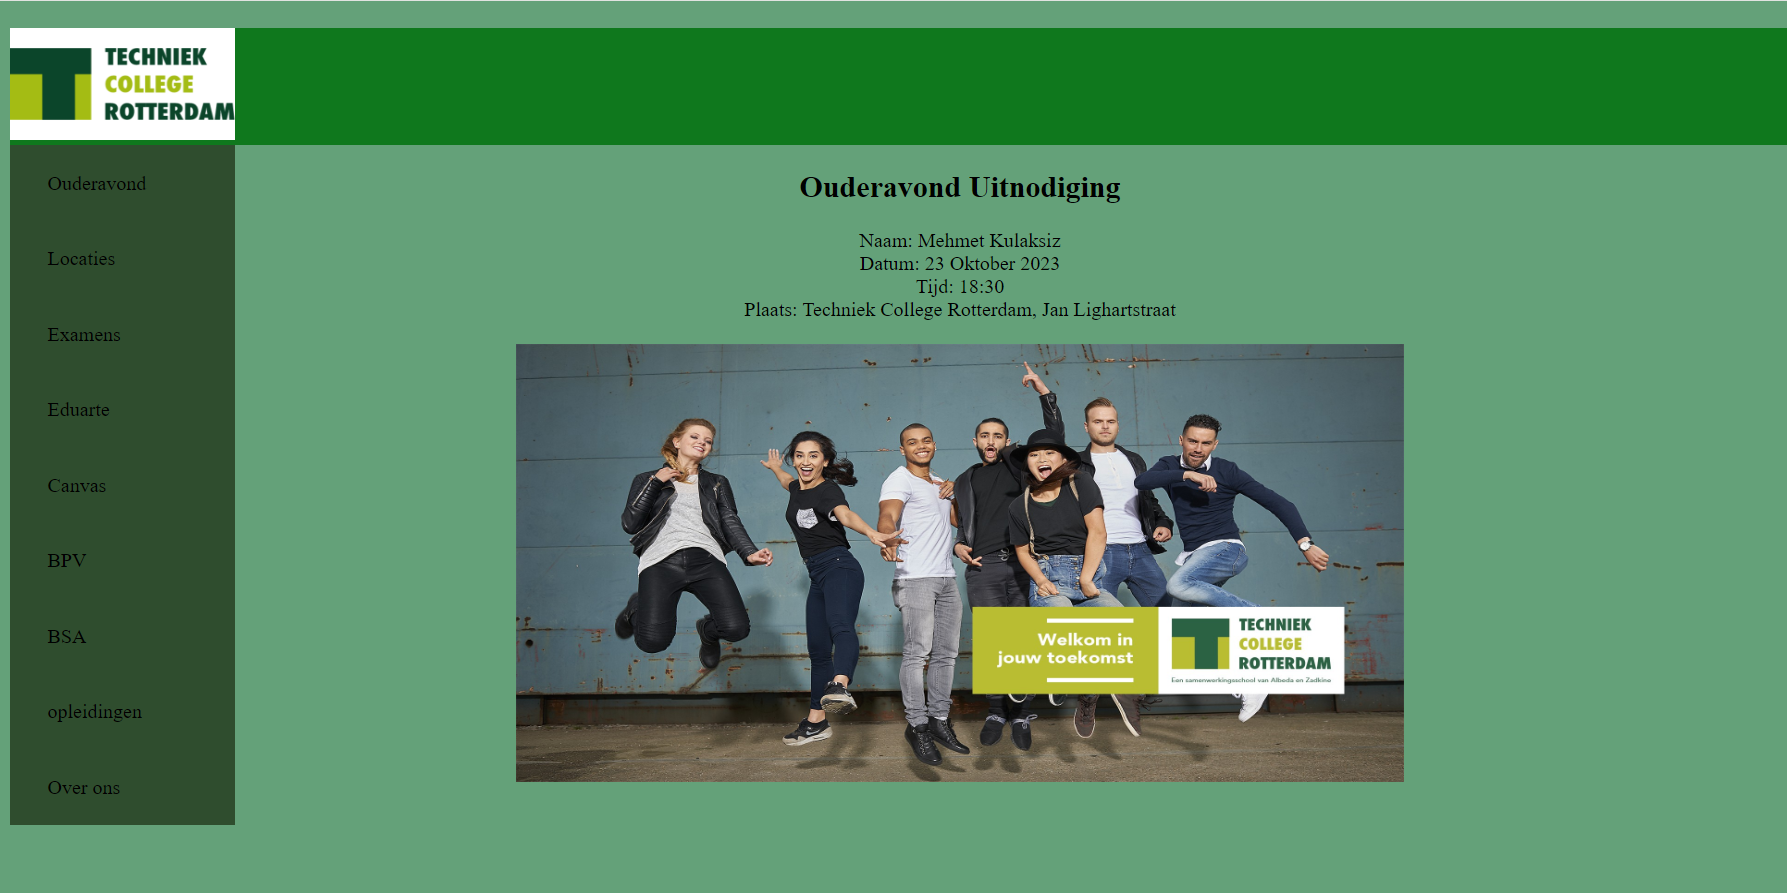 TECHNIEK
COLLEGE
ROTTERDAM
Ouderavond
Locaties
Examens
Eduarte
Canvas
BPV
BSA
opleidingen
Over ons
Ouderavond Uitnodiging
Naam: Mehmet Kulaksiz
Datum: 23 Oktober 2023
Tijd: 18:30
Plaats: Techniek College Rotterdam, Jan Lighartstraat
Welkom in
jouw toekomst
TECHNIEK
COLLEGE
ROTTERDAM
Een samenwerkingsschool van Albeda en Zadkine